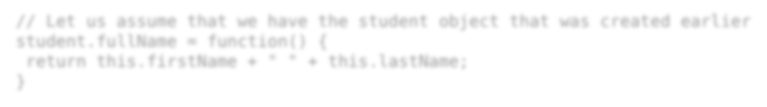 // Let us assume that we have the student object that was created earlier
student.fullName = function() {
 return this.firstName + " " + this.lastName;
}